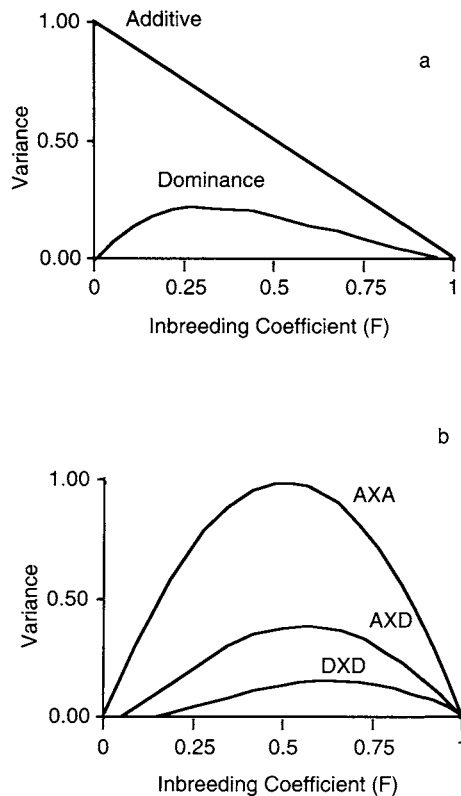 1.00
Additive
a
0.50
Variance
Dominance
0.00
0 0.25 0.5 0.75 1
Inbreeding Coefficient (F)
b
1.00
AXA
0.50
Variance
AXD
DXD
0.00
0 0.25 0.5 0.75 1
Inbreeding Coefficient (F)